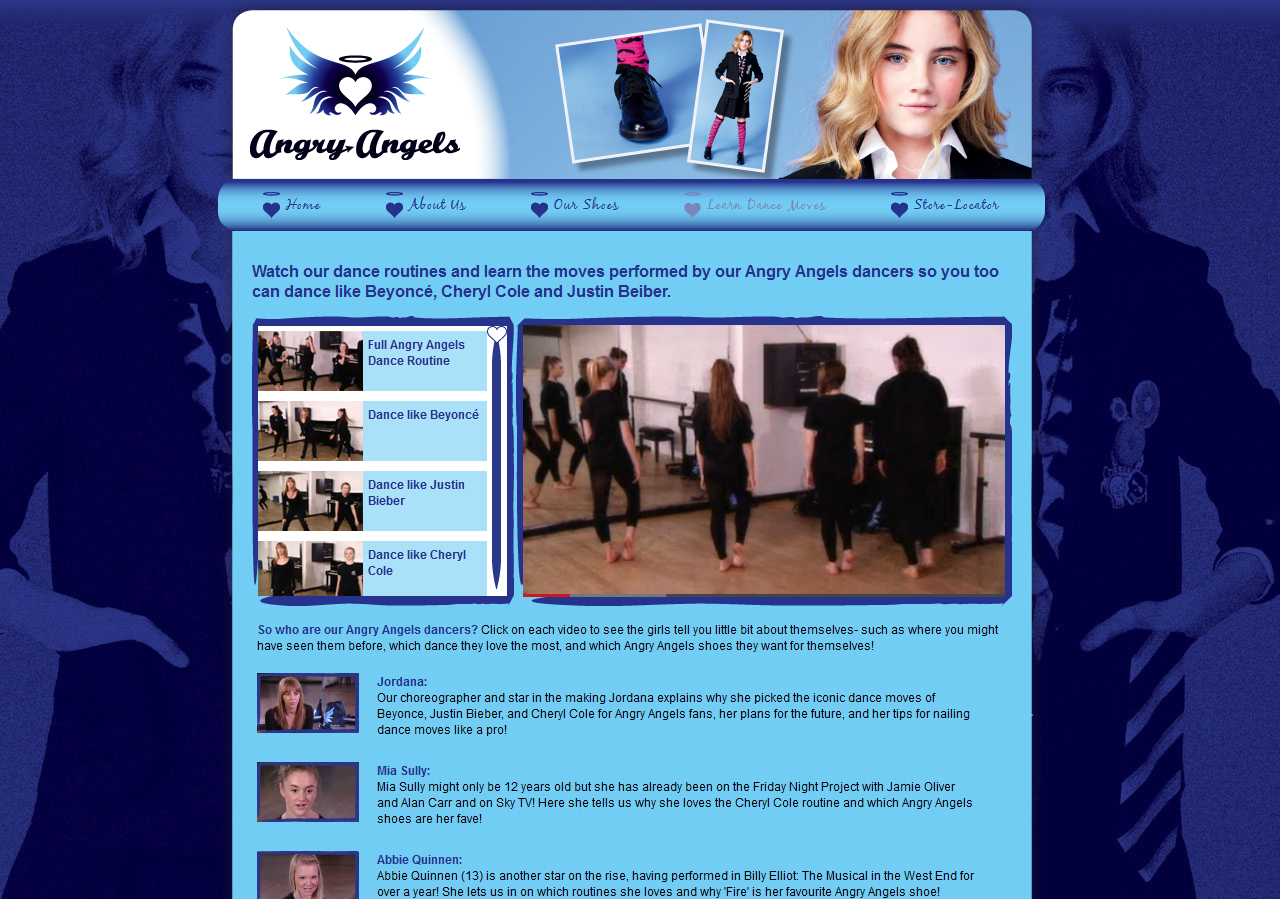 Angry Angels
Home
About Us
Our Shoes
Learn Dance Moves
Store-Locator
Watch our dance routines and learn the moves performed by our Angry Angels dancers so you too
can dance like Beyoncé, Cheryl Cole and Justin Beiber.
Full Angry Angels
Dance Routine
Dance like Beyoncé
Dance like Justin
Bieber
Dance like Cheryl
Cole
So who are our Angry Angels dancers? Click on each video to see the girls tell you little bit about themselves- such as where you might
have seen them before, which dance they love the most, and which Angry Angels shoes they want for themselves!
Jordana:
Our choreographer and star in the making Jordana explains why she picked the iconic dance moves of
Beyonce, Justin Bieber, and Cheryl Cole for Angry Angels fans, her plans for the future, and her tips for nailing
dance moves like a pro!
Mia Sully:
Mia Sully might only be 12 years old but she has already been on the Friday Night Project with Jamie Oliver
and Alan Carr and on Sky TV! Here she tells us why she loves the Cheryl Cole routine and which Angry Angels
shoes are her fave!
Abbie Quinnen:
Abbie Quinnen (13) is another star on the rise, having performed in Billy Elliot: The Musical in the West End for
over a year! She lets us in on which routines she loves and why 'Fire' is her favourite Angry Angels shoe!